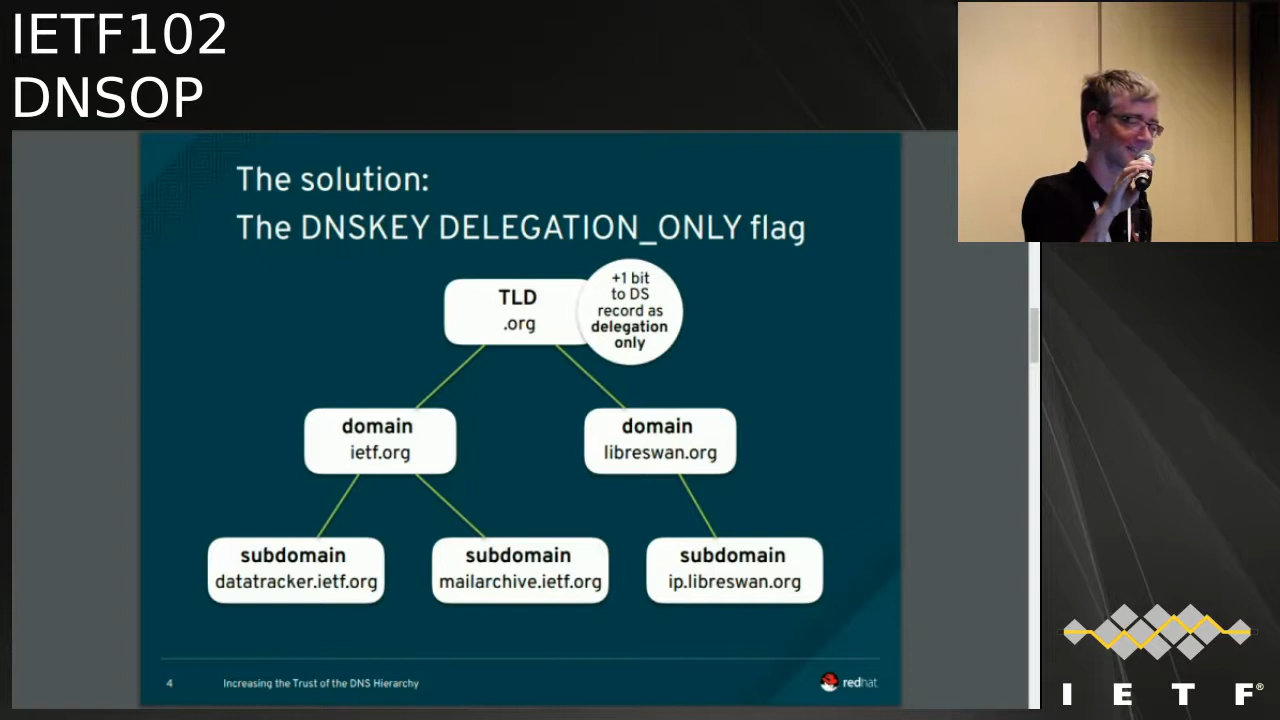 IETF102
DNSOP
The solution:
The DNSKEY DELEGATION_ONLY flag
TLD
.org
+1 bit
to DS
record as
delegation
only
domain
ietf.org
domain
libreswan.org
subdomain
datatracker.ietf.org
subdomain
mailarchive.ietf.org
subdomain
ip.libreswan.org
4
Increasing the Trust of the DNS Hierarchy
redhat
I E T F®